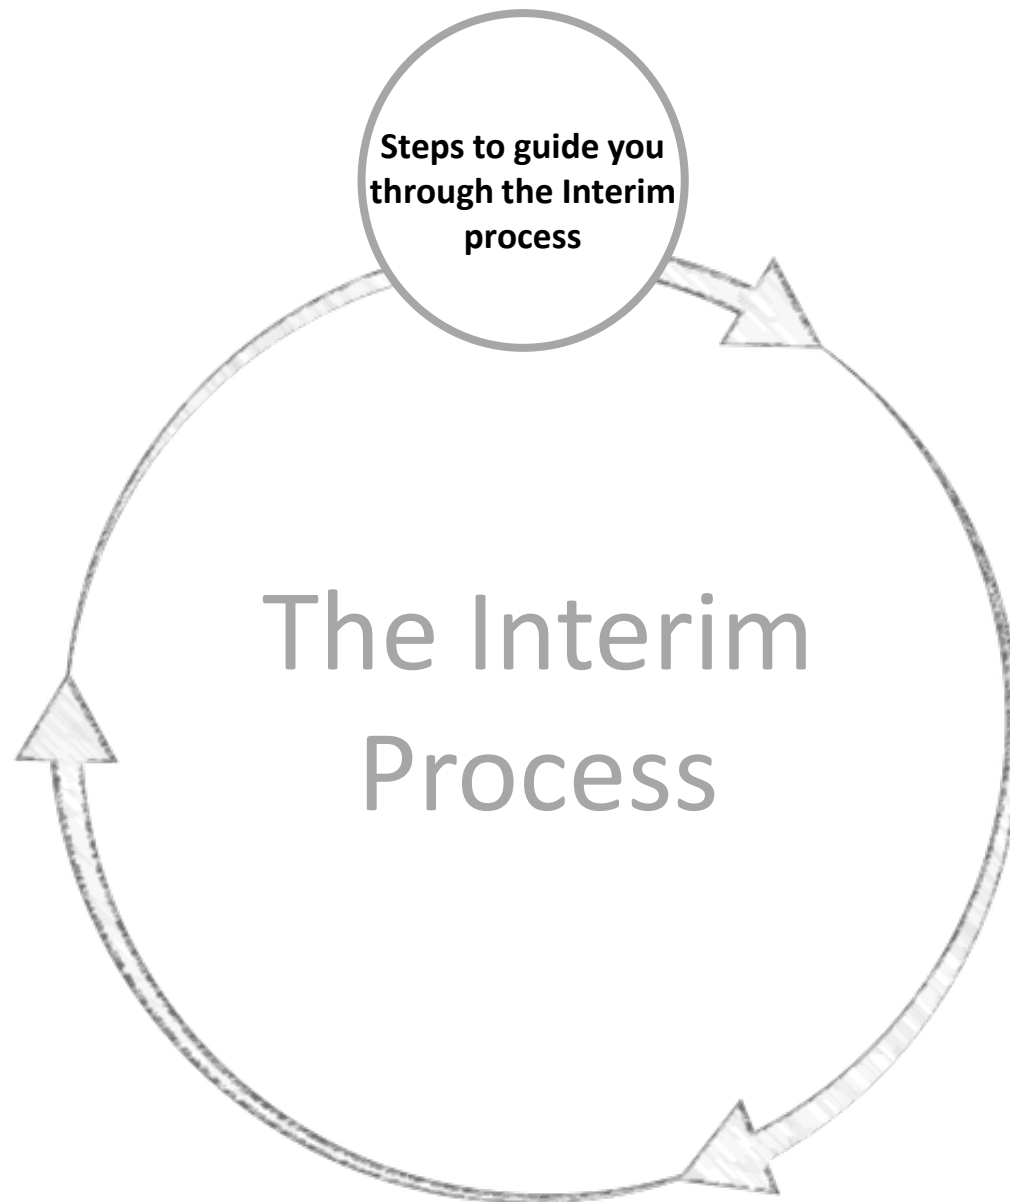 Steps to guide you
through the Interim
process
The Interim
Process